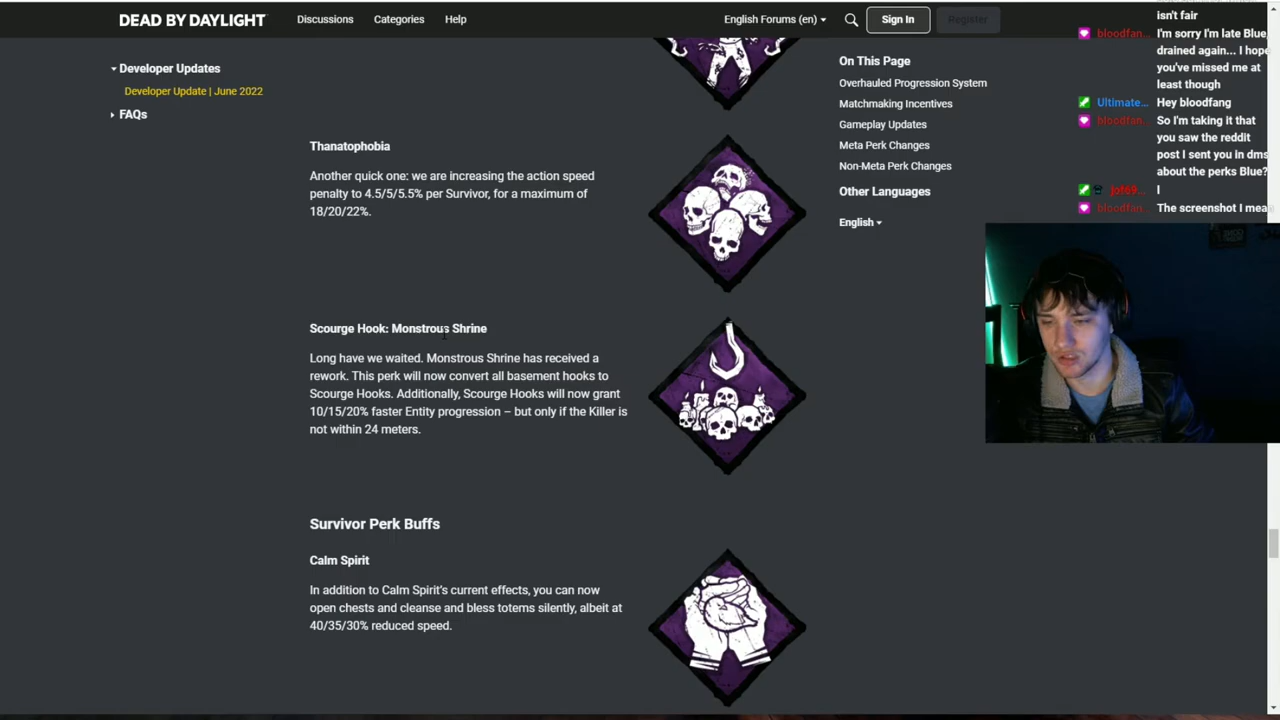 DEAD BY DAYLIGHT
Discussions
Categories
Help
English Forums (en)
Sign In
Register
Developer Updates
Developer Update | June 2022
FAQs
Thanatophobia
Another quick one: we are increasing the action speed
penalty to 4.5/5/5.5% per Survivor, for a maximum of
18/20/22%.
Scourge Hook: Monstrous Shrine
Long have we waited. Monstrous Shrine has received a
rework. This perk will now convert all basement hooks to
Scourge Hooks. Additionally, Scourge Hooks will now grant
10/15/20% faster Entity progression – but only if the Killer is
not within 24 meters.
Survivor Perk Buffs
Calm Spirit
In addition to Calm Spirit's current effects, you can now
open chests and cleanse and bless totems silently, albeit at
40/35/30% reduced speed.
On This Page
Overhauled Progression System
Matchmaking Incentives
Gameplay Updates
Meta Perk Changes
Non-Meta Perk Changes
Other Languages
English
isn't fair
bloodfan... I'm sorry I'm late Blue,
drained again... I hope
you've missed me at
least though
Ultimate... Hey bloodfang
bloodfan... So I'm taking it that
you saw the reddit
post I sent you in dms
about the perks Blue?
jof69... I
bloodfan... The screenshot I mean